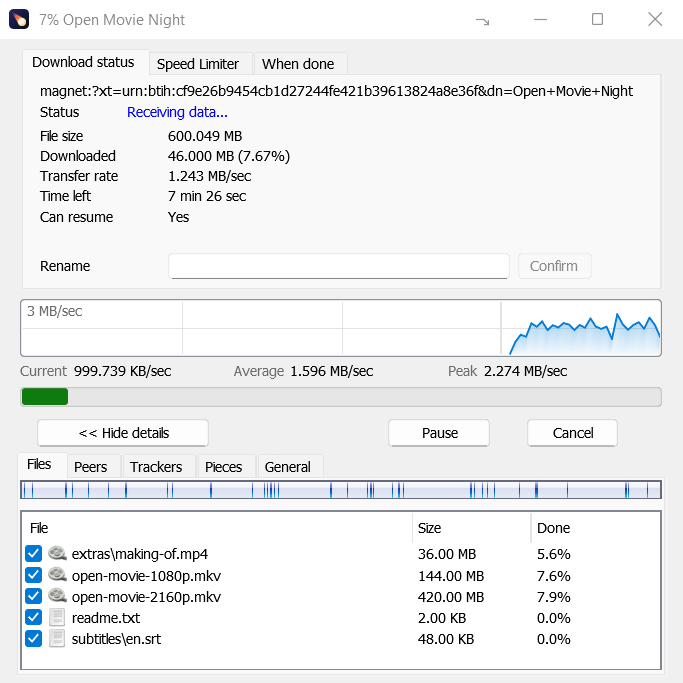 7% Open Movie Night
Download status Speed Limiter When done
magnet:?xt=urn:btih:cf9e26b9454cb1d27244fe421b39613824a8e36f&dn=Open+Movie+Night
Status Receiving data...
File size 600.049 MB
Downloaded 46.000 MB (7.67%)
Transfer rate 1.243 MB/sec
Time left 7 min 26 sec
Can resume Yes
Rename Confirm
3 MB/sec
Current 999.739 KB/sec Average 1.596 MB/sec Peak 2.274 MB/sec
<< Hide details Pause Cancel
Files Peers Trackers Pieces General
File Size Done
extras\making-of.mp4 36.00 MB 5.6%
open-movie-1080p.mkv 144.00 MB 7.6%
open-movie-2160p.mkv 420.00 MB 7.9%
readme.txt 2.00 KB 0.0%
subtitles\en.srt 48.00 KB 0.0%